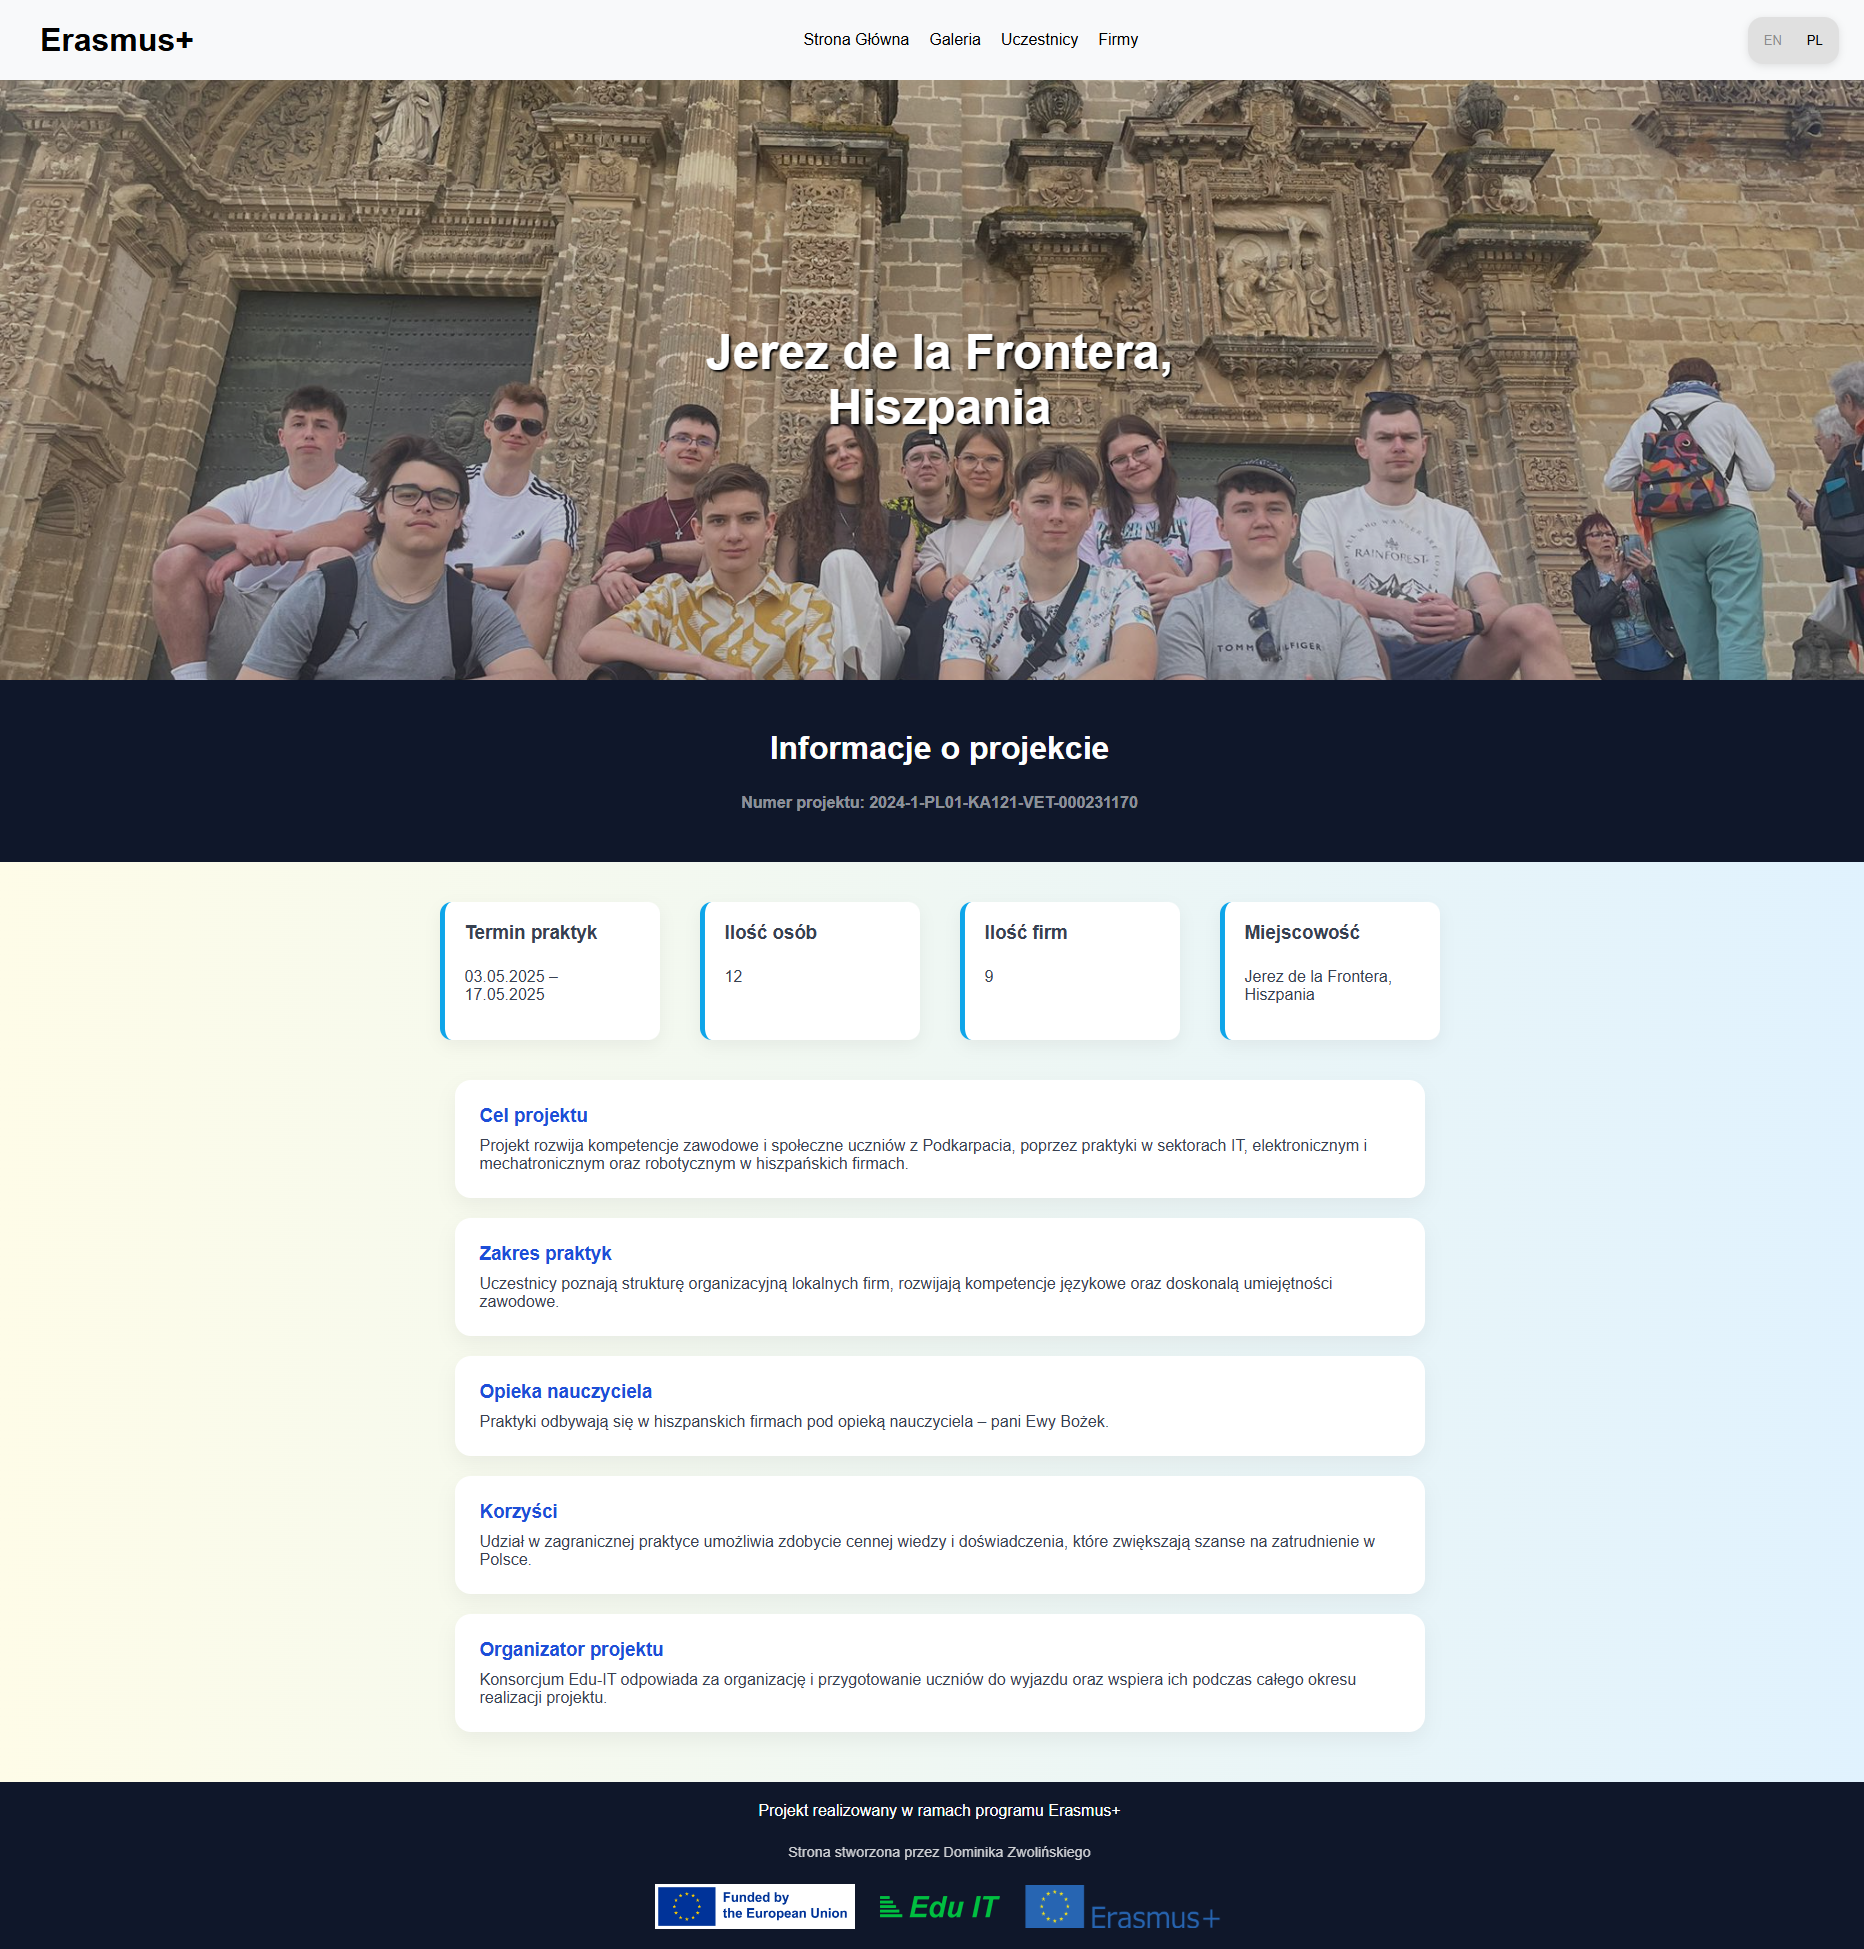 Erasmus+
Strona Główna Galeria Uczestnicy Firmy
EN PL
Jerez de la Frontera,
Hiszpania
RAINFOREST
Informacje o projekcie
Numer projektu: 2024-1-PL01-KA121-VET-000231170
Termin praktyk
03.05.2025 –
17.05.2025
Ilość osób
12
Ilość firm
9
Miejscowość
Jerez de la Frontera,
Hiszpania
Cel projektu
Projekt rozwija kompetencje zawodowe i społeczne uczniów z Podkarpacia, poprzez praktyki w sektorach IT, elektronicznym i
mechatronicznym oraz robotycznym w hiszpańskich firmach.
Zakres praktyk
Uczestnicy poznają strukturę organizacyjną lokalnych firm, rozwijają kompetencje językowe oraz doskonalą umiejętności
zawodowe.
Opieka nauczyciela
Praktyki odbywają się w hiszpanskich firmach pod opieką nauczyciela – pani Ewy Bożek.
Korzyści
Udział w zagranicznej praktyce umożliwia zdobycie cennej wiedzy i doświadczenia, które zwiększają szanse na zatrudnienie w
Polsce.
Organizator projektu
Konsorcjum Edu-IT odpowiada za organizację i przygotowanie uczniów do wyjazdu oraz wspiera ich podczas całego okresu
realizacji projektu.
Projekt realizowany w ramach programu Erasmus+
Strona stworzona przez Dominika Zwolińskiego
Funded by
the European Union
Edu IT
Erasmus+